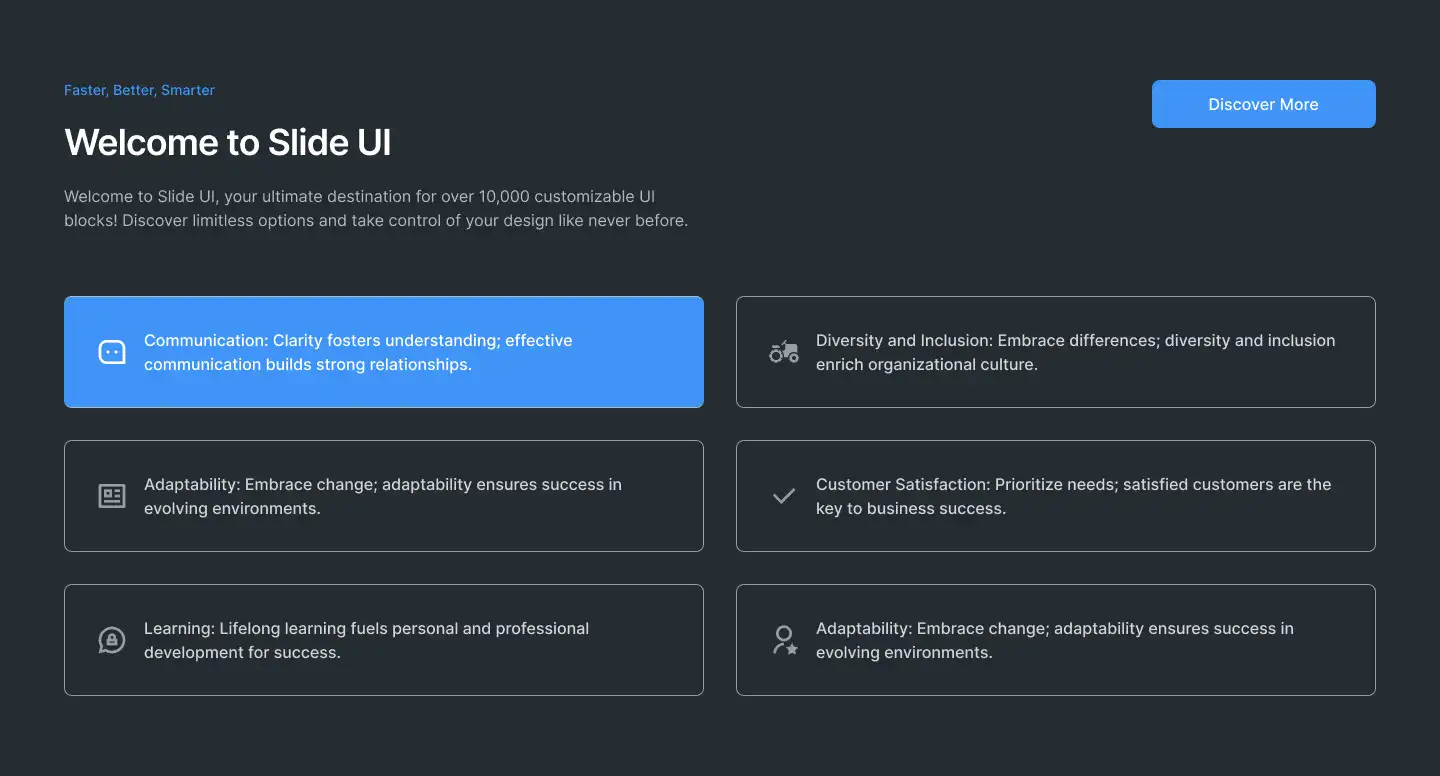 Faster, Better, Smarter
Discover More
Welcome to Slide UI
Welcome to Slide UI, your ultimate destination for over 10,000 customizable UI
blocks! Discover limitless options and take control of your design like never before.
Communication: Clarity fosters understanding; effective
communication builds strong relationships.
Diversity and Inclusion: Embrace differences; diversity and inclusion
enrich organizational culture.
Adaptability: Embrace change; adaptability ensures success in
evolving environments.
Customer Satisfaction: Prioritize needs; satisfied customers are the
key to business success.
Learning: Lifelong learning fuels personal and professional
development for success.
Adaptability: Embrace change; adaptability ensures success in
evolving environments.